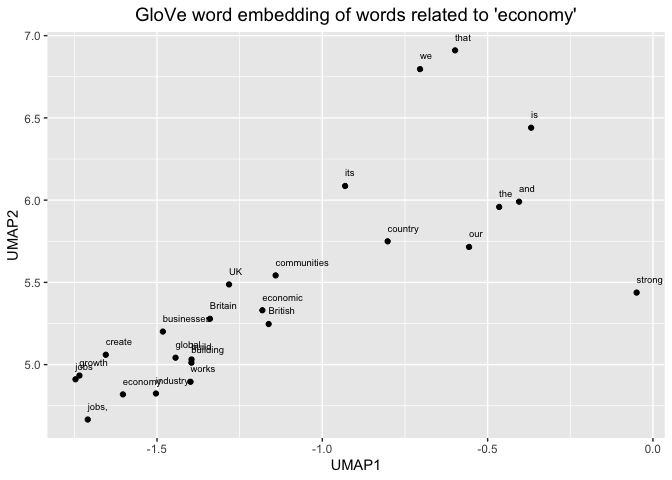 GloVe word embedding of words related to 'economy'
7.0
6.5
6.0
5.5
5.0
UMAP2
that
we
is
its
the
and
country
our
communities
UK
strong
economic
Britain
British
businesses
create
global
build
building
growth
jobs
works
economy
industry
jobs,
-1.5
-1.0
-0.5
0.0
UMAP1